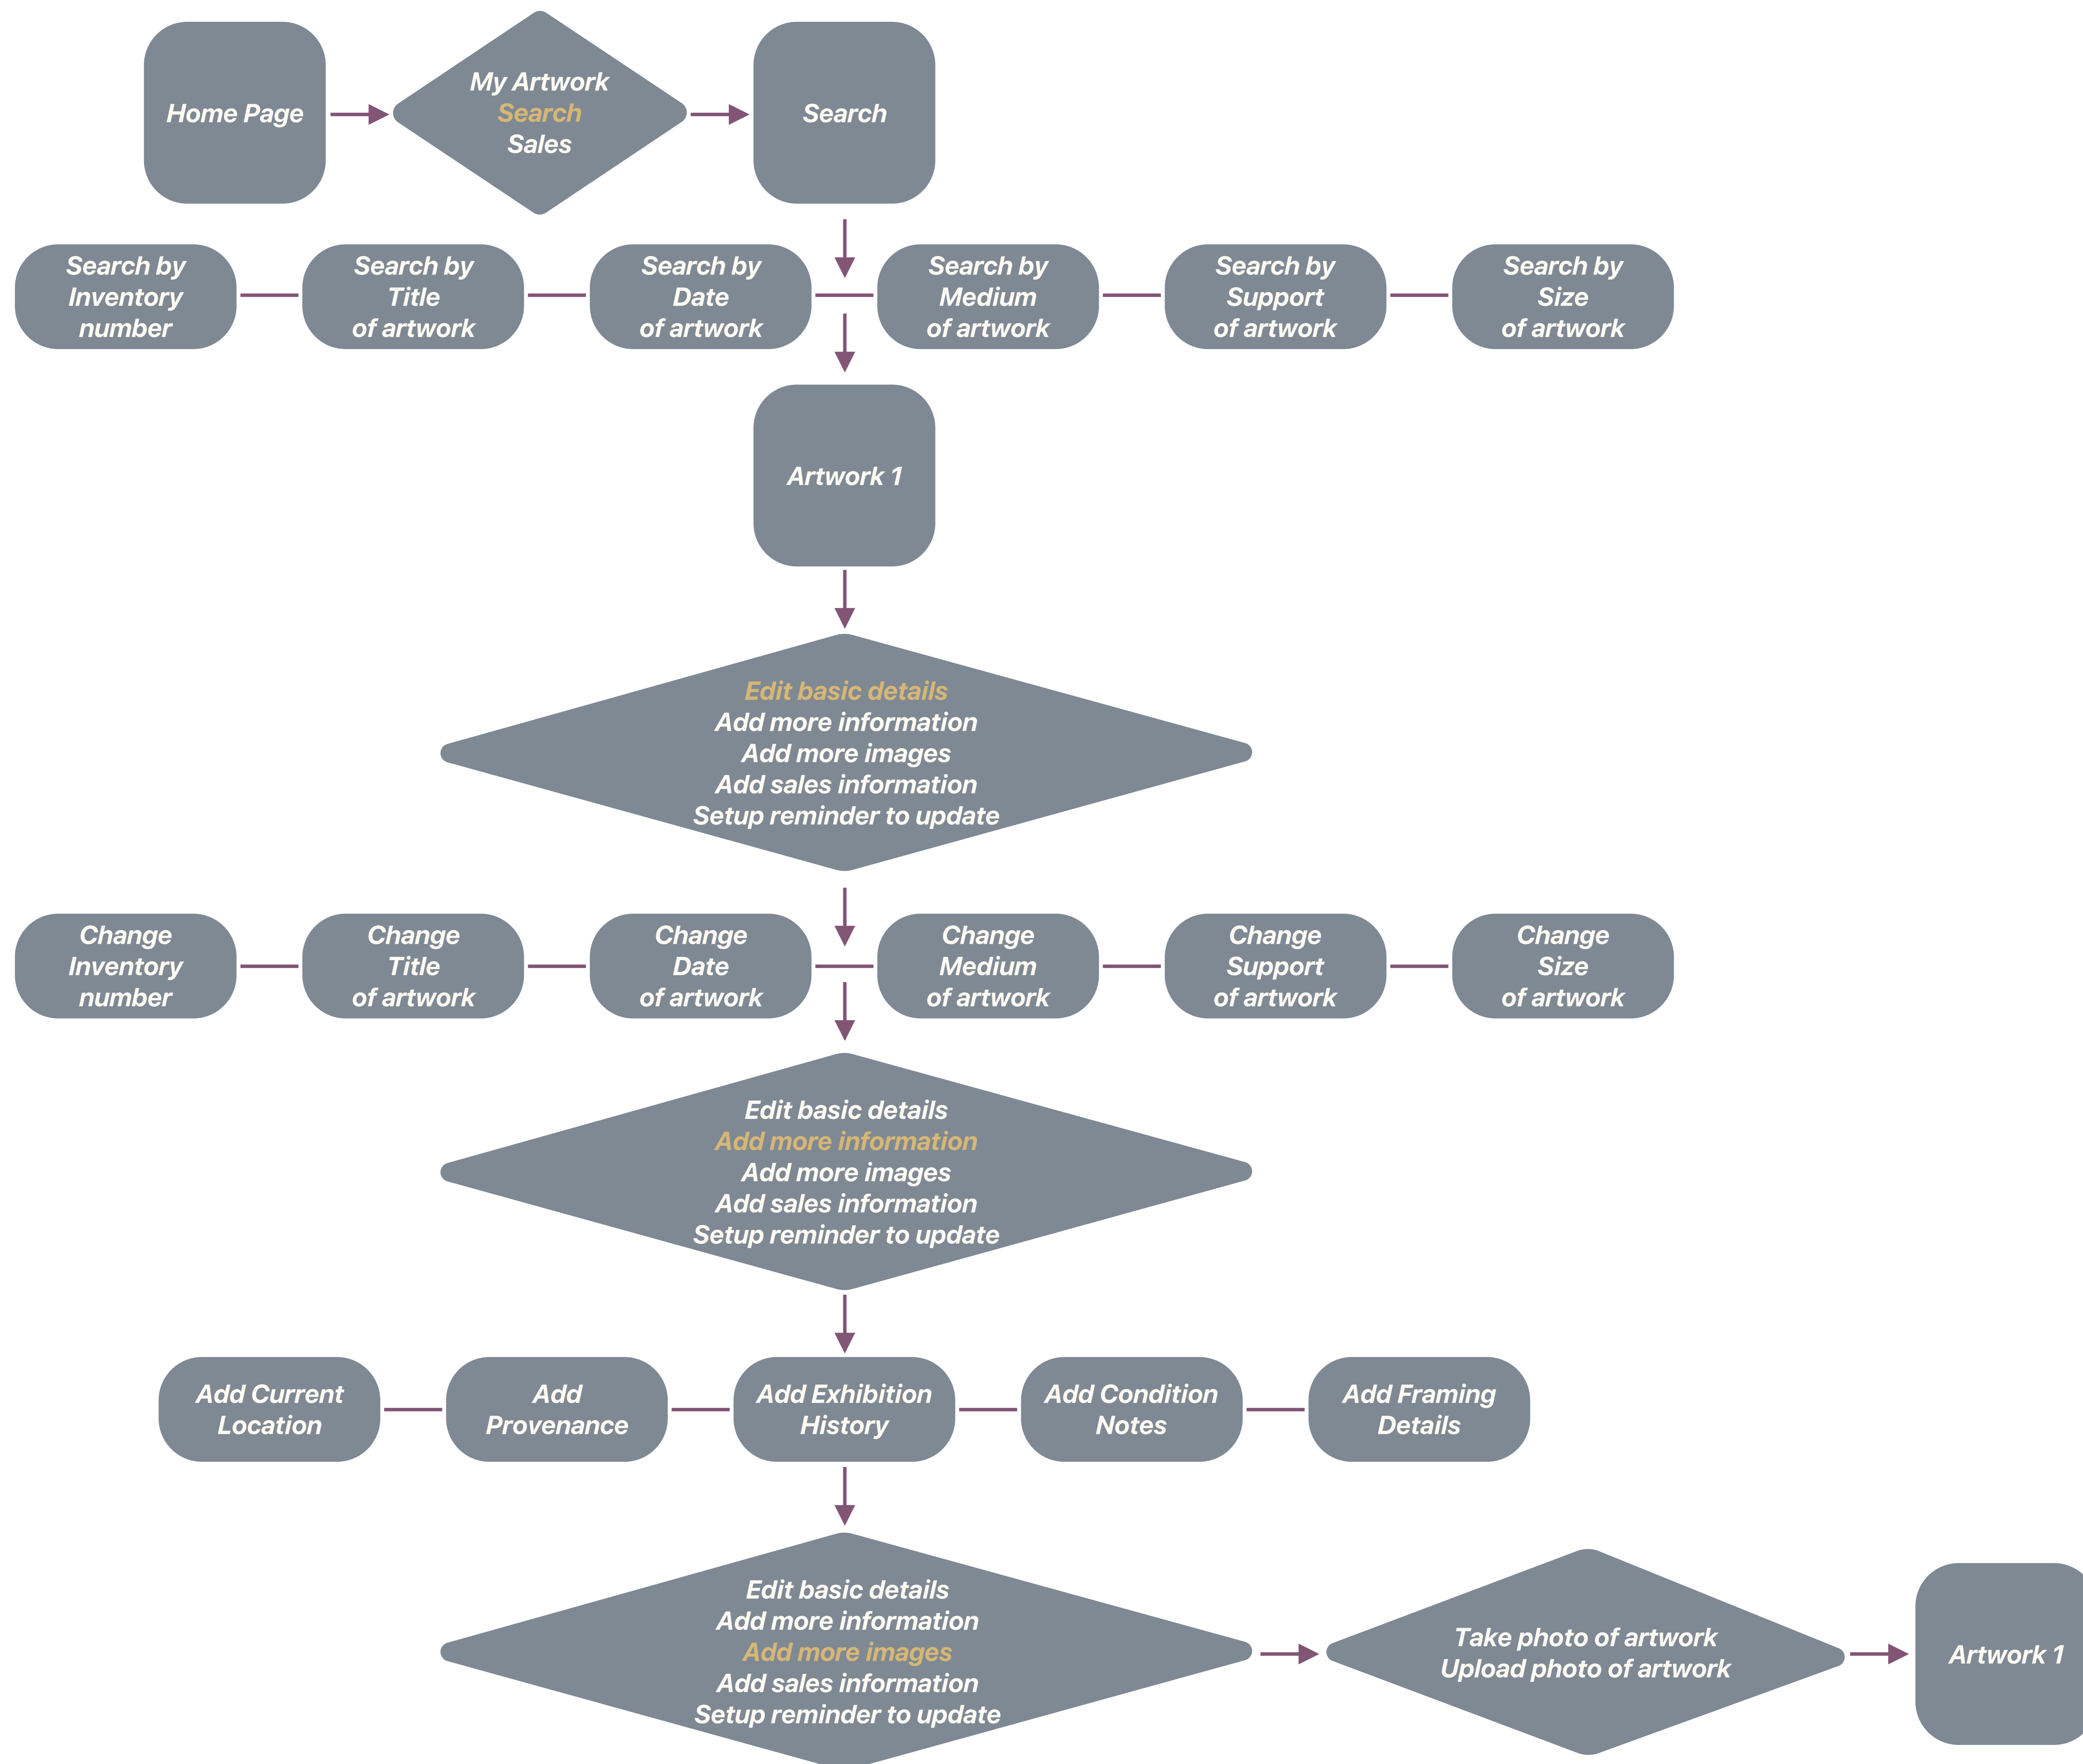 Home Page
My Artwork
Search
Sales
Search
Search by
Inventory
number
Search by
Title
of artwork
Search by
Date
of artwork
Search by
Medium
of artwork
Search by
Support
of artwork
Search by
Size
of artwork
Artwork 1
Edit basic details
Add more information
Add more images
Add sales information
Setup reminder to update
Change
Inventory
number
Change
Title
of artwork
Change
Date
of artwork
Change
Medium
of artwork
Change
Support
of artwork
Change
Size
of artwork
Edit basic details
Add more information
Add more images
Add sales information
Setup reminder to update
Add Current
Location
Add
Provenance
Add Exhibition
History
Add Condition
Notes
Add Framing
Details
Edit basic details
Add more information
Add more images
Add sales information
Setup reminder to update
Take photo of artwork
Upload photo of artwork
Artwork 1